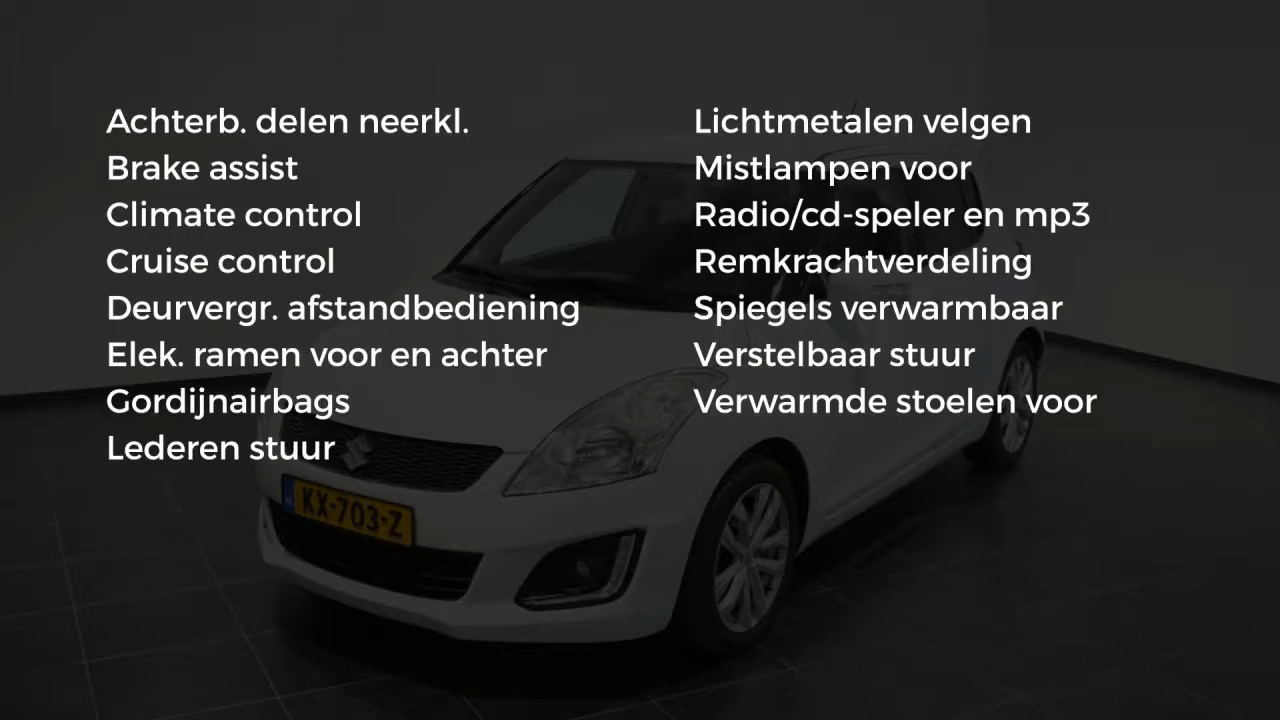 Achterb. delen neerkl.
Brake assist
Climate control
Cruise control
Deurvergr. afstandbediening
Elek. ramen voor en achter
Gordijnairbags
Lederen stuur
Lichtmetalen velgen
Mistlampen voor
Radio/cd-speler en mp3
Remkrachtverdeling
Spiegels verwarmbaar
Verstelbaar stuur
Verwarmde stoelen voor
KX-703-Z